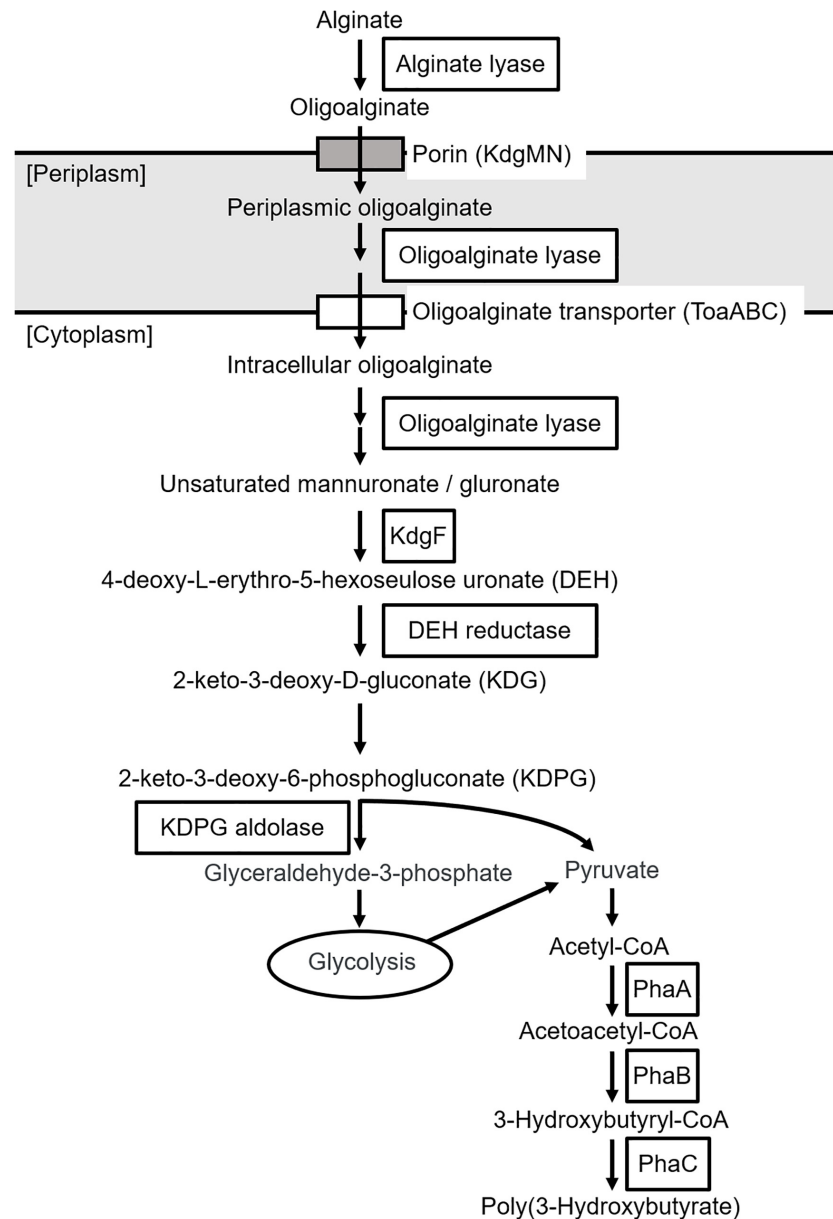 Alginate
Alginate lyase
Oligoalginate
Porin (KdgMN)
[Periplasm]
Periplasmic oligoalginate
Oligoalginate lyase
Oligoalginate transporter (ToaABC)
[Cytoplasm]
Intracellular oligoalginate
Oligoalginate lyase
Unsaturated mannuronate / gluronate
KdgF
4-deoxy-L-erythro-5-hexoseulose uronate (DEH)
DEH reductase
2-keto-3-deoxy-D-gluconate (KDG)
2-keto-3-deoxy-6-phosphogluconate (KDPG)
KDPG aldolase
Glyceraldehyde-3-phosphate
Pyruvate
Glycolysis
Acetyl-CoA
PhaA
Acetoacetyl-CoA
PhaB
3-Hydroxybutyryl-CoA
PhaC
Poly(3-Hydroxybutyrate)